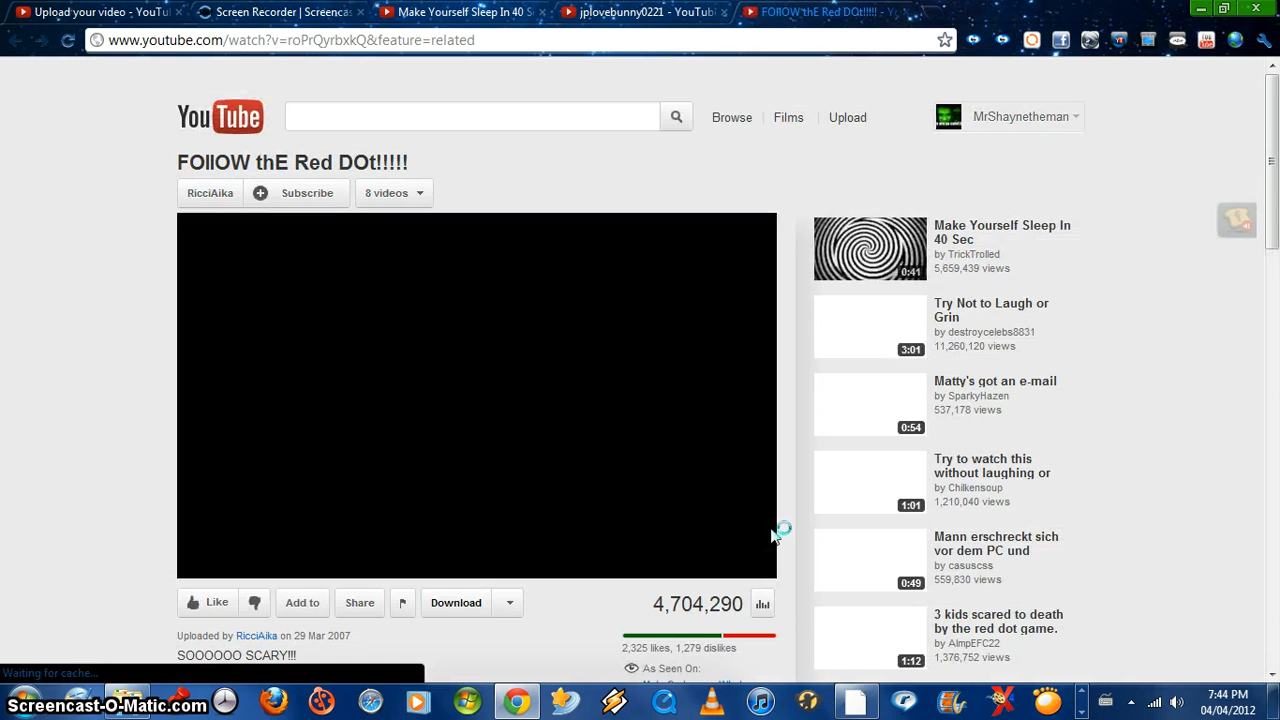 Upload your video - YouTu
Screen Recorder | Screencas
Make Yourself Sleep In 40 S
jplovebunny0221 - YouTub
FOllOW thE Red DOt!!!!! -
www.youtube.com/watch?v=roPrQyrbxkQ&feature=related
YouTube
Browse
Films
Upload
MrShaynetheman
FOllOW thE Red DOt!!!!!
RicciAika
Subscribe
8 videos
Make Yourself Sleep In
40 Sec
by TrickTrolled
5,659,439 views
0:41
Try Not to Laugh or
Grin
by destroycelebs8831
11,260,120 views
3:01
Matty's got an e-mail
by SparkyHazen
537,178 views
0:54
Try to watch this
without laughing or
by Chilkensoup
1,210,040 views
1:01
Mann erschreckt sich
vor dem PC und
by casuscss
559,830 views
0:49
3 kids scared to death
by the red dot game.
by AlmpEFC22
1,376,752 views
1:12
Like
Add to
Share
Download
4,704,290
Uploaded by RicciAika on 29 Mar 2007
2,325 likes, 1,279 dislikes
SOOOOOO SCARY!!!
As Seen On:
Waiting for cache...
Screencast-O-Matic.com
7:44 PM
04/04/2012